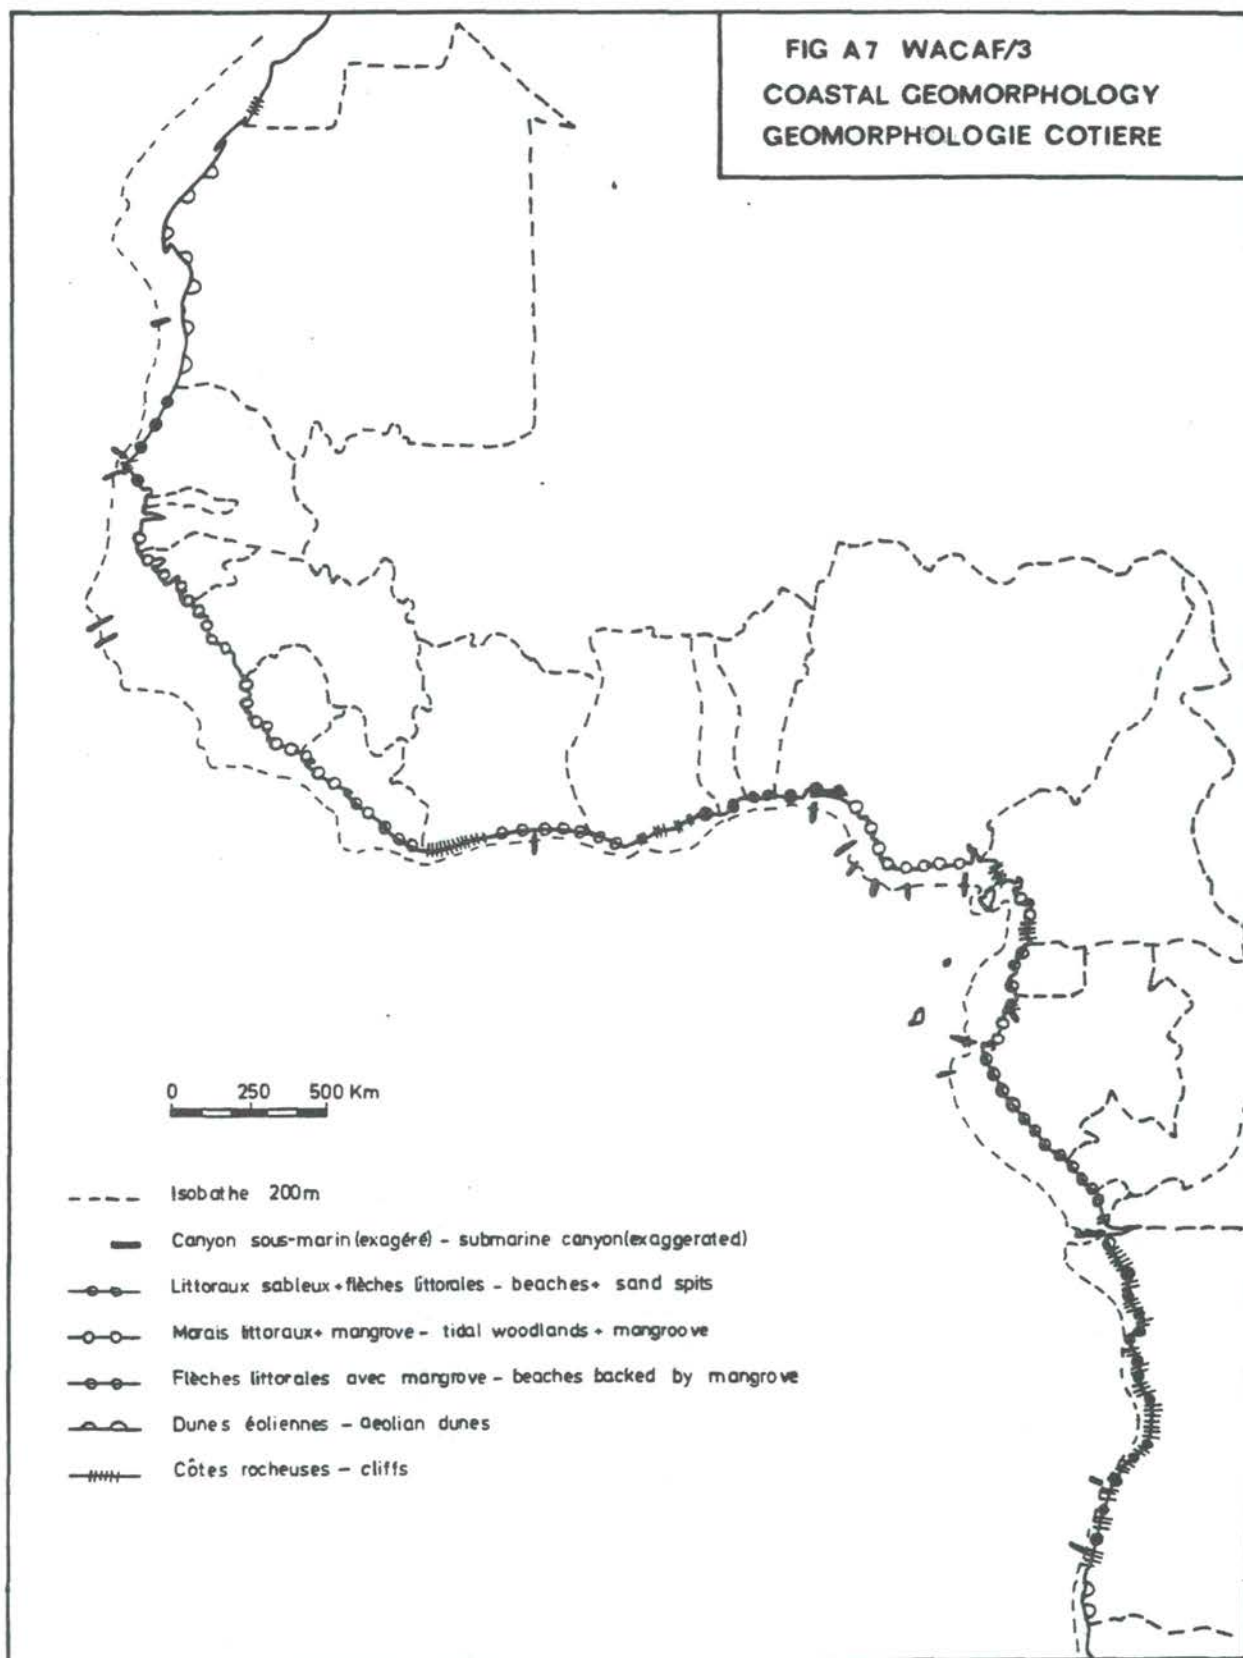 FIG A7 WACAF/3
COASTAL GEOMORPHOLOGY
GEOMORPHOLOGIE COTIERE
0 250 500 Km
Isobathe 200m
Canyon sous-marin (exagéré) - submarine canyon (exaggerated)
Littoraux sableux + flèches littorales - beaches + sand spits
Marais littoraux + mangrove - tidal woodlands + mangroove
Flèches littorales avec mangrove - beaches backed by mangrove
Dunes éoliennes - aeolian dunes
Côtes rocheuses - cliffs